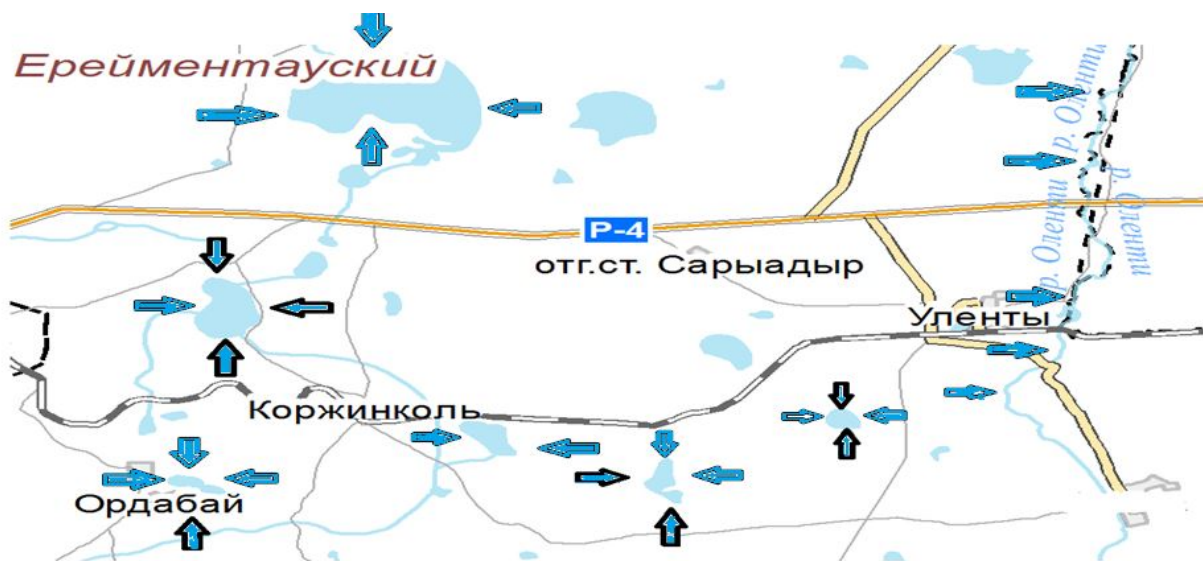 Ерейментауский
р. Оленти
р. Оленти
р. Оленти
Р-4
отг.ст. Сарыадыр
Уленты
Коржинколь
Ордабай